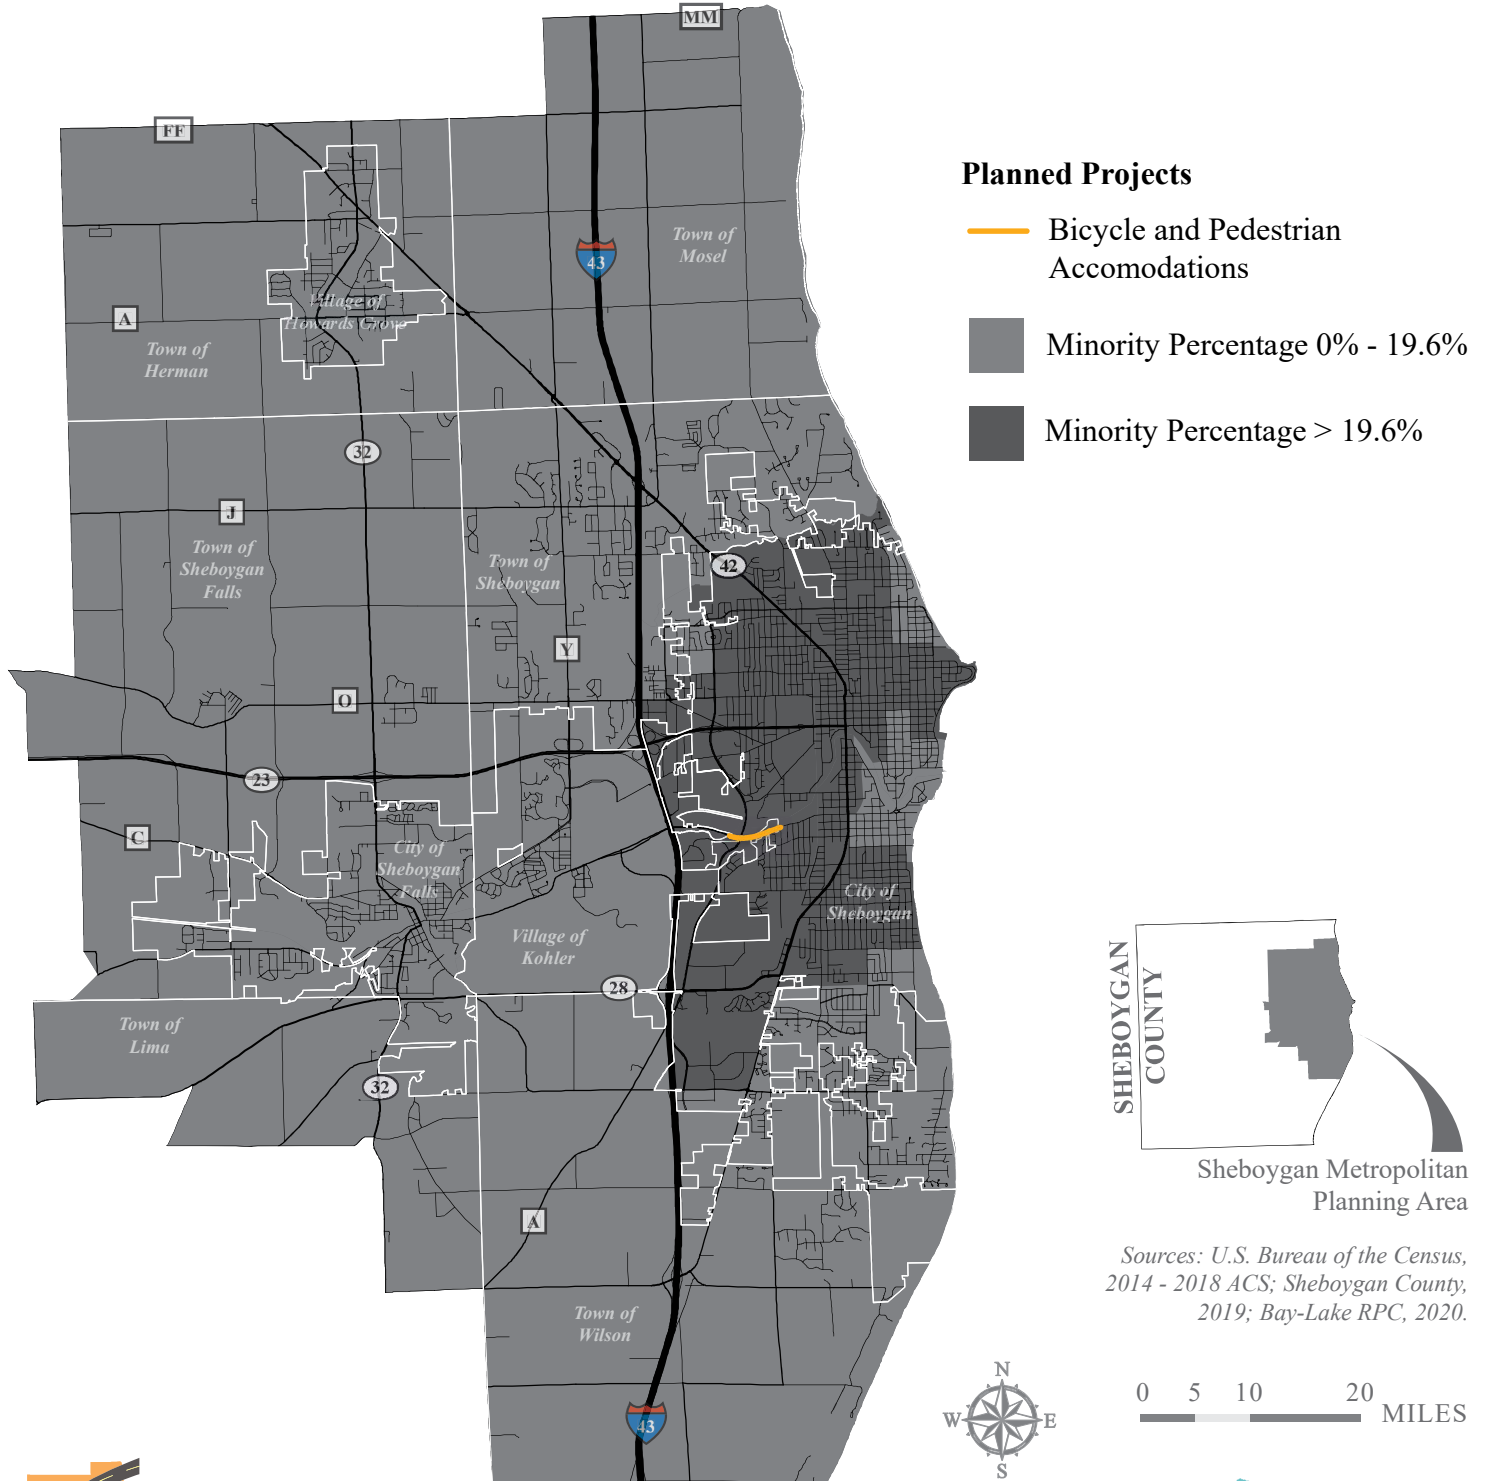 MM
FF
Planned Projects
Bicycle and Pedestrian
Accomodations
Minority Percentage 0% - 19.6%
Minority Percentage > 19.6%
43
Town of
Mosel
Village of
Howards Grove
A
Town of
Herman
32
J
Town of
Sheboygan
Falls
Town of
Sheboygan
42
Y
O
23
C
City of
Sheboygan
Falls
City of
Sheboygan
Village of
Kohler
28
Town of
Lima
32
A
Town of
Wilson
43
SHEBOYGAN
COUNTY
Sheboygan Metropolitan
Planning Area
Sources: U.S. Bureau of the Census,
2014 - 2018 ACS; Sheboygan County,
2019; Bay-Lake RPC, 2020.
N
W E
S
0 5 10 20
MILES